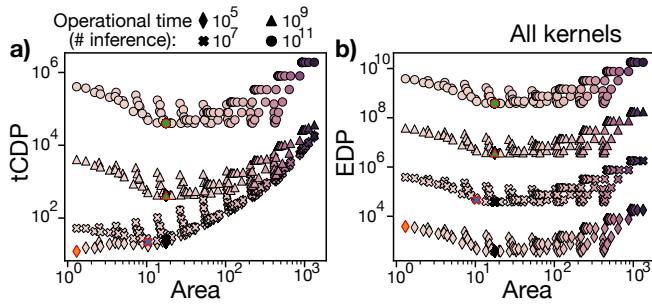 Operational time ♦ 10^5 ▲ 10^9
(# inference): ✖ 10^7 ● 10^11
All kernels
a)
tCDP
10^6
10^4
10^2
10^0 10^1 10^2 10^3
Area
b)
EDP
10^10
10^8
10^6
10^4
10^0 10^1 10^2 10^3
Area